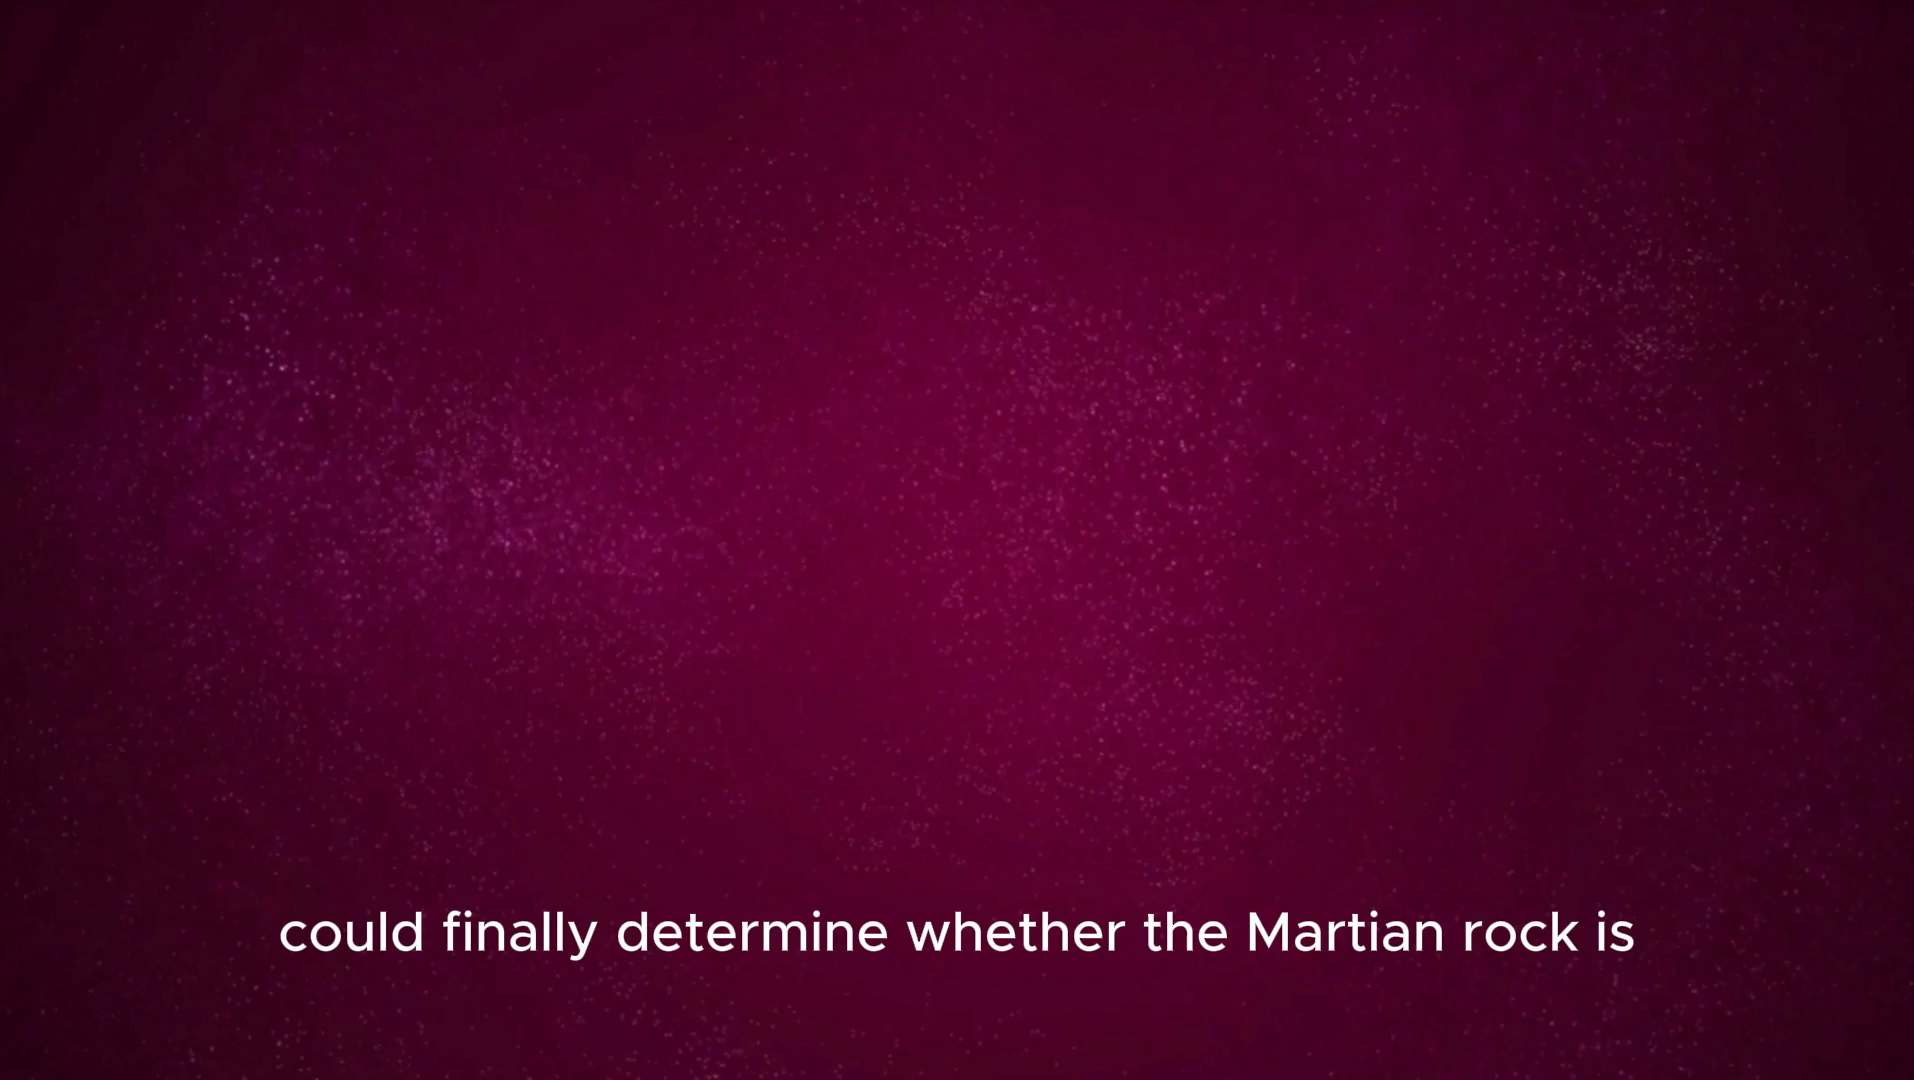 could finally determine whether the Martian rock is